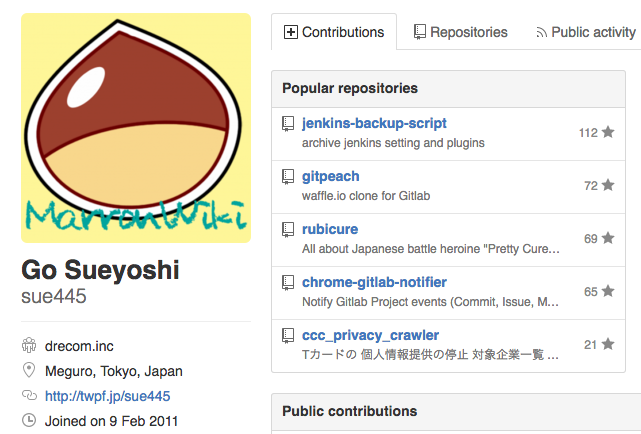 MarronWiki
Go Sueyoshi
sue445
drecom.inc
Meguro, Tokyo, Japan
http://twpf.jp/sue445
Joined on 9 Feb 2011
Contributions
Repositories
Public activity
Popular repositories
jenkins-backup-script
archive jenkins setting and plugins
112
gitpeach
waffle.io clone for Gitlab
72
rubicure
All about Japanese battle heroine "Pretty Cure...
69
chrome-gitlab-notifier
Notify Gitlab Project events (Commit, Issue, M...
65
ccc_privacy_crawler
Tカードの 個人情報提供の停止 対象企業一覧 ...
21
Public contributions